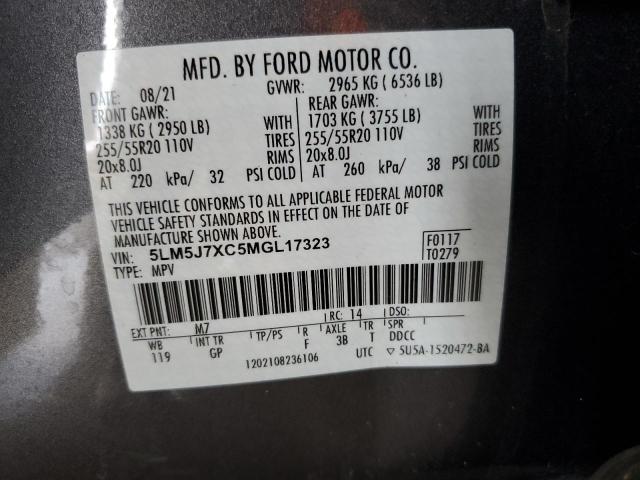 MFD. BY FORD MOTOR CO.
DATE: 08/21 GVWR: 2965 KG ( 6536 LB)
FRONT GAWR: REAR GAWR:
1338 KG ( 2950 LB) WITH 1703 KG ( 3755 LB) WITH
255/55R20 110V TIRES 255/55R20 110V TIRES
20x8.0J RIMS 20x8.0J RIMS
AT 220 kPa/ 32 PSI COLD AT 260 kPa/ 38 PSI COLD
THIS VEHICLE CONFORMS TO ALL APPLICABLE FEDERAL MOTOR
VEHICLE SAFETY STANDARDS IN EFFECT ON THE DATE OF
MANUFACTURE SHOWN ABOVE.
VIN: 5LM5J7XC5MGL17323 F0117
TYPE: MPV T0279
EXT PNT: M7 RC: 14 DSO:
WB INT TR TP/PS R AXLE TR SPR
119 GP F 3B T DDCC
1202108236106 UTC ▽ 5U5A-1520472-BA